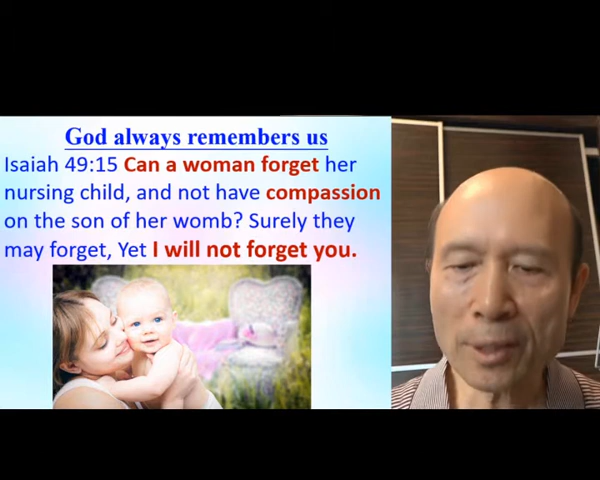 God always remembers us
Isaiah 49:15 Can a woman forget her
nursing child, and not have compassion
on the son of her womb? Surely they
may forget, Yet I will not forget you.